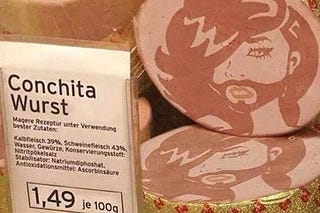 Conchita
Wurst
Magere Rezeptur unter Verwendung
bester Zutaten:
Kalbfleisch 39%, Schweinefleisch 43%,
Wasser, Gewürze, Konservierungsstoff:
Nitritpökelsalz
Stabilisator: Natriumdiphoshat,
Antioxidationsmittel: Ascorbinsäure
1,49 je 100g